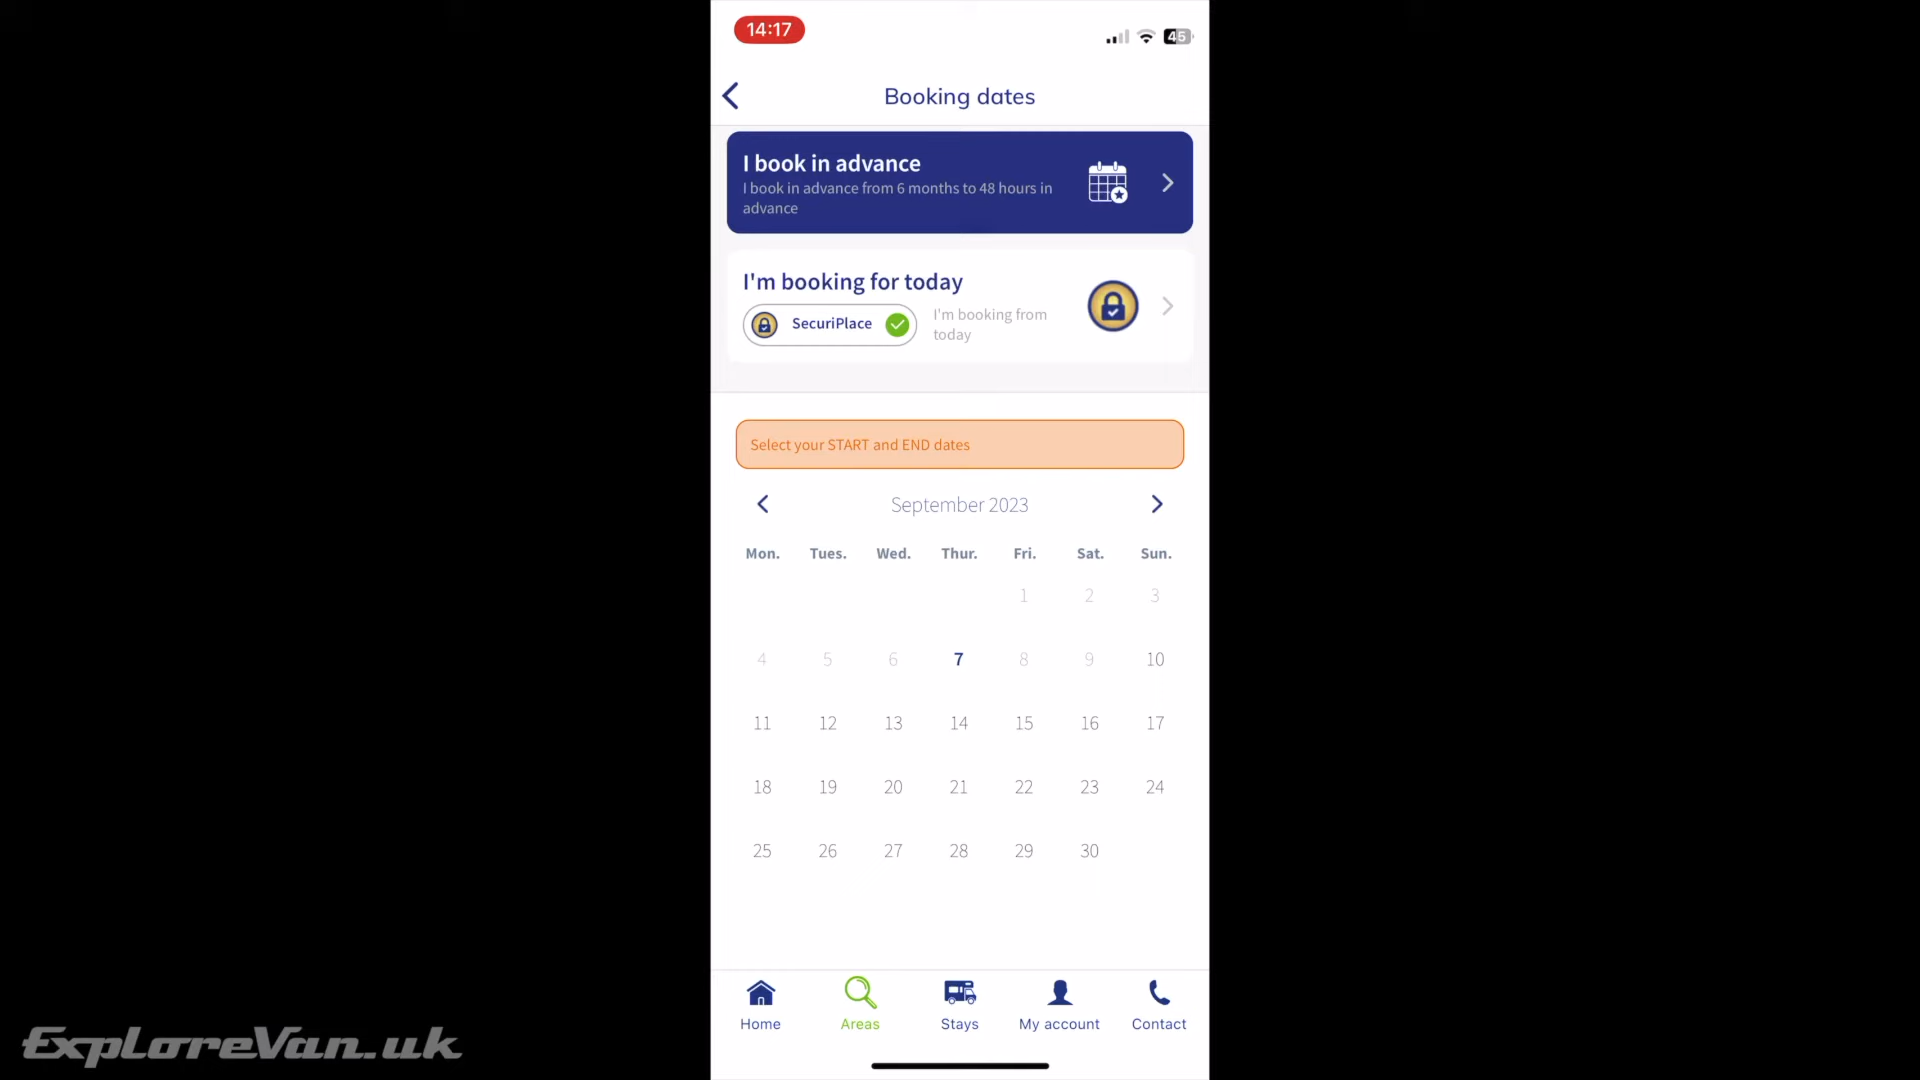 14:17
45
Booking dates
I book in advance
I book in advance from 6 months to 48 hours in
advance
I'm booking for today
SecuriPlace
I'm booking from
today
Select your START and END dates
September 2023
Mon. Tues. Wed. Thur. Fri. Sat. Sun.
1 2 3
4 5 6 7 8 9 10
11 12 13 14 15 16 17
18 19 20 21 22 23 24
25 26 27 28 29 30
Home Areas Stays My account Contact
ExploreVan.uk